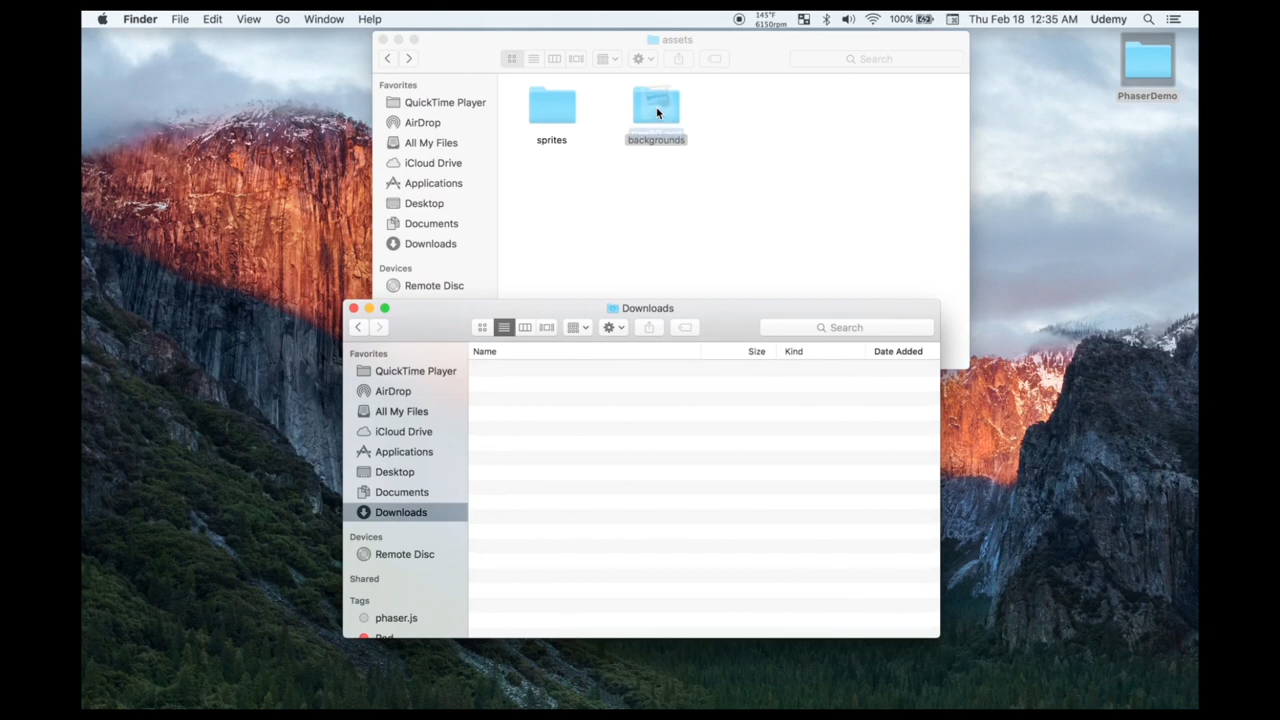 Finder File Edit View Go Window Help 145°F 6150rpm 100% Thu Feb 18 12:35 AM Udemy
assets
Search
PhaserDemo
Favorites
QuickTime Player
AirDrop
All My Files
iCloud Drive
Applications
Desktop
Documents
Downloads
Devices
Remote Disc
sprites backgrounds
Downloads
Search
Favorites
QuickTime Player
AirDrop
All My Files
iCloud Drive
Applications
Desktop
Documents
Downloads
Devices
Remote Disc
Shared
Tags
phaser.js
Red
Name Size Kind Date Added